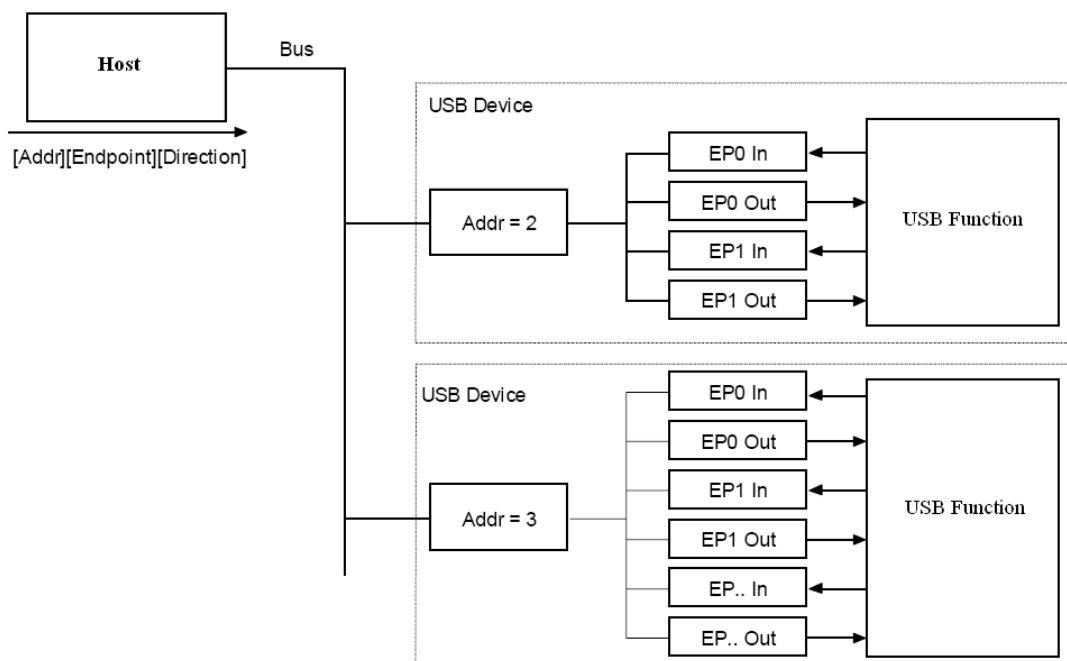 Host
Bus
[Addr][Endpoint][Direction]
USB Device
Addr = 2
EP0 In
EP0 Out
EP1 In
EP1 Out
USB Function
USB Device
Addr = 3
EP0 In
EP0 Out
EP1 In
EP1 Out
EP.. In
EP.. Out
USB Function